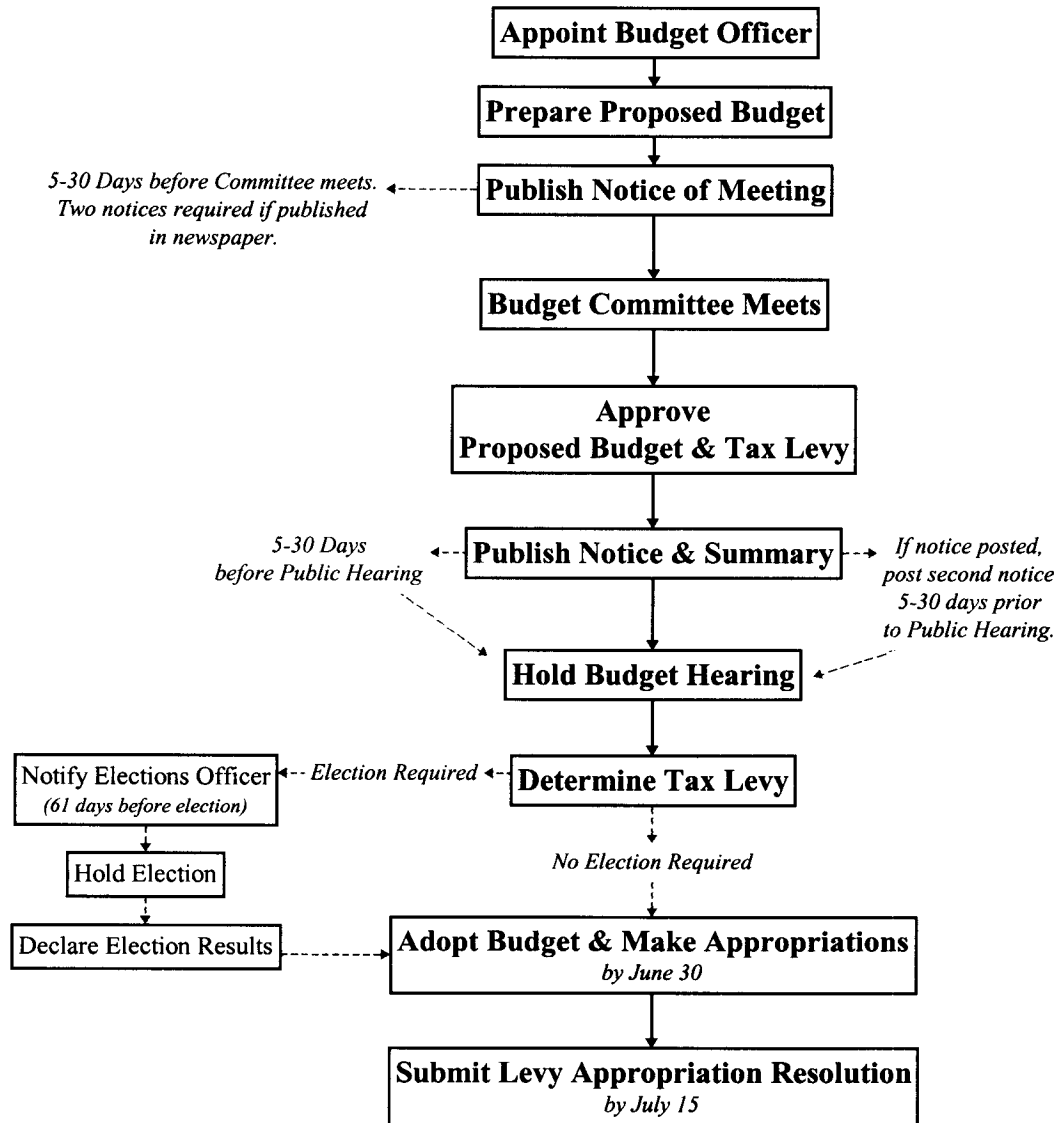 Appoint Budget Officer
Prepare Proposed Budget
5-30 Days before Committee meets.
Two notices required if published
in newspaper.
Publish Notice of Meeting
Budget Committee Meets
Approve
Proposed Budget & Tax Levy
5-30 Days
before Public Hearing
Publish Notice & Summary
If notice posted,
post second notice
5-30 days prior
to Public Hearing.
Hold Budget Hearing
Notify Elections Officer
(61 days before election)
Election Required
Determine Tax Levy
Hold Election
No Election Required
Declare Election Results
Adopt Budget & Make Appropriations
by June 30
Submit Levy Appropriation Resolution
by July 15